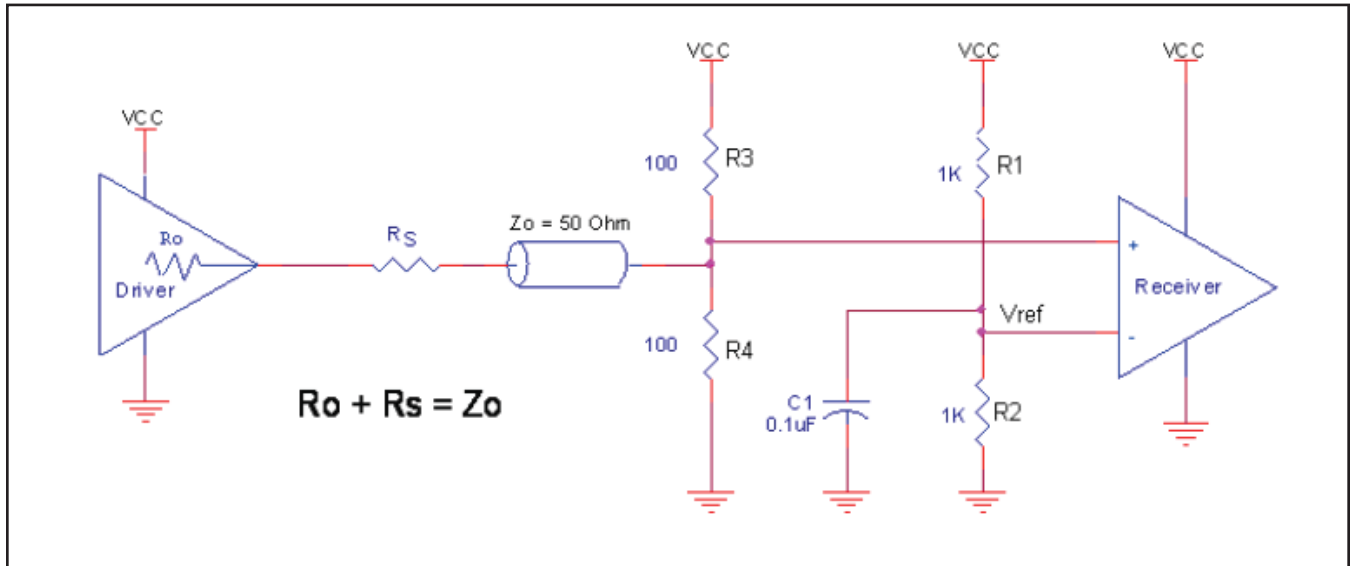 VCC
VCC
VCC
VCC
R3
100
R1
1K
Zo = 50 Ohm
Ro
RS
+
Driver
Receiver
Vref
-
100
R4
Ro + Rs = Zo
C1
0.1uF
1K
R2